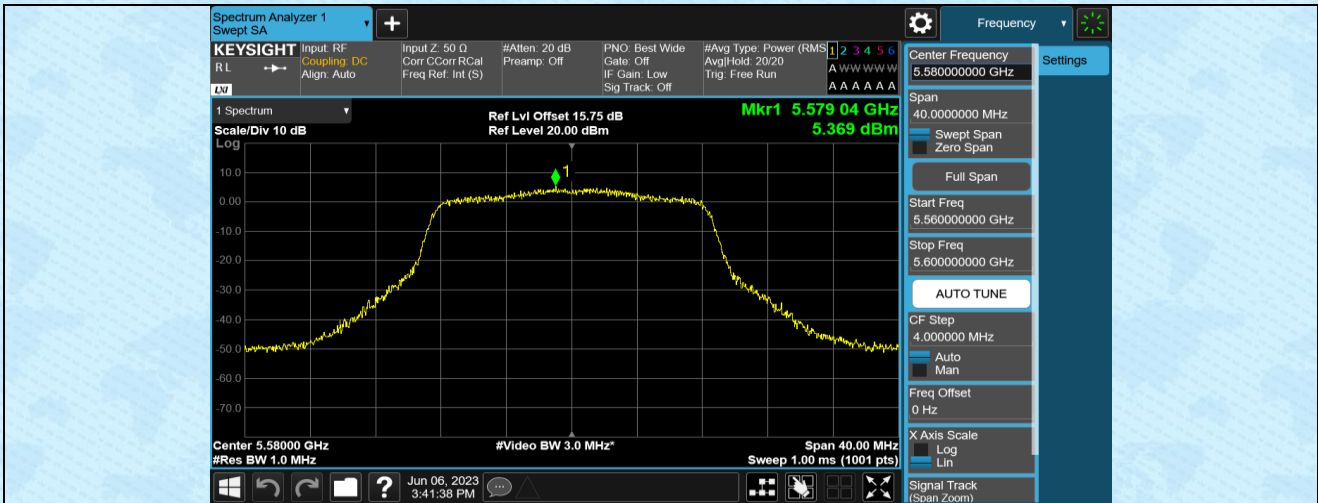 Spectrum Analyzer 1
Swept SA
Frequency
KEYSIGHT
RL
LXI
Input: RF
Coupling: DC
Align: Auto
Input Z: 50 Ω
Corr CCorr RCal
Freq Ref: Int (S)
#Atten: 20 dB
Preamp: Off
PNO: Best Wide
Gate: Off
IF Gain: Low
Sig Track: Off
#Avg Type: Power (RMS
Avg|Hold: 20/20
Trig: Free Run
1 2 3 4 5 6
A W W W W W
A A A A A A
Center Frequency
5.580000000 GHz
Settings
1 Spectrum
Scale/Div 10 dB
Log
Ref Lvl Offset 15.75 dB
Ref Level 20.00 dBm
Mkr1 5.579 04 GHz
5.369 dBm
Span
40.0000000 MHz
Swept Span
Zero Span
Full Span
Start Freq
5.560000000 GHz
Stop Freq
5.600000000 GHz
AUTO TUNE
CF Step
4.000000 MHz
Auto
Man
Freq Offset
0 Hz
X Axis Scale
Log
Lin
Signal Track
(Span Zoom)
1
10.0
0.00
-10.0
-20.0
-30.0
-40.0
-50.0
-60.0
-70.0
Center 5.58000 GHz
#Res BW 1.0 MHz
#Video BW 3.0 MHz*
Span 40.00 MHz
Sweep 1.00 ms (1001 pts)
?
Jun 06, 2023
3:41:38 PM